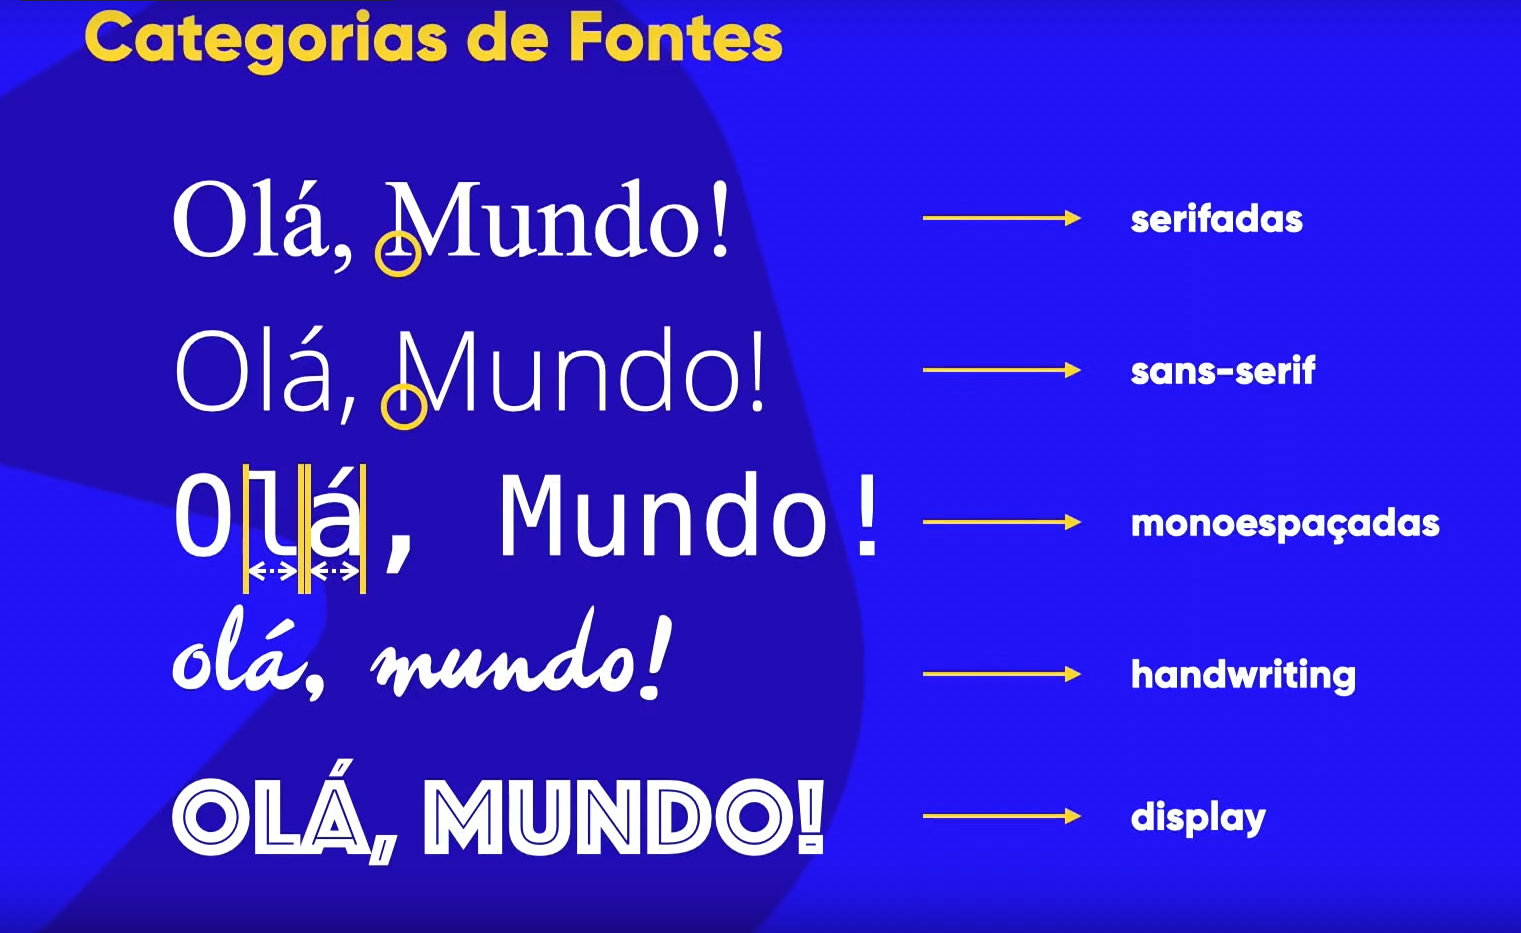 Categorias de Fontes
Olá, Mundo!
serifadas
Olá, Mundo!
sans-serif
Olá, Mundo!
monoespaçadas
olá, mundo!
handwriting
OLÁ, MUNDO!
display